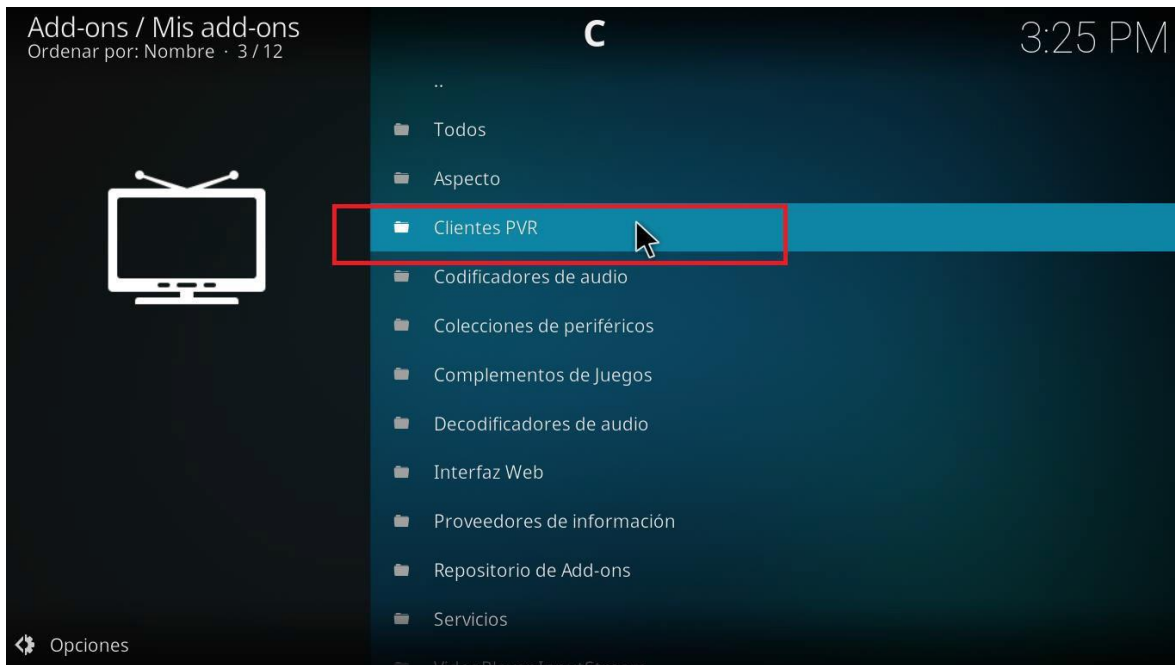 Add-ons / Mis add-ons
Ordenar por: Nombre · 3 / 12
C
3:25 PM
..
Todos
Aspecto
Clientes PVR
Codificadores de audio
Colecciones de periféricos
Complementos de Juegos
Decodificadores de audio
Interfaz Web
Proveedores de información
Repositorio de Add-ons
Servicios
Opciones